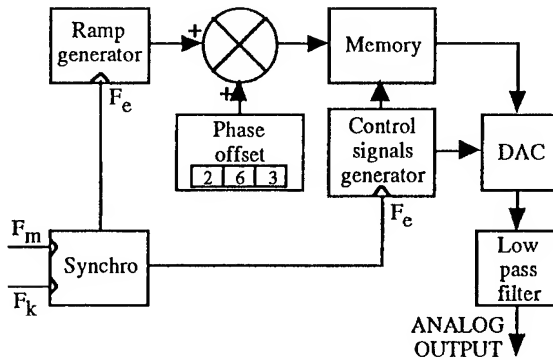 Ramp
generator
+
Memory
F_e
+
Phase
offset
2 6 3
Control
signals
generator
DAC
F_e
F_m
Synchro
F_k
Low
pass
filter
ANALOG
OUTPUT